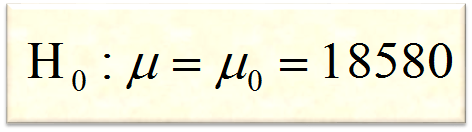 H₀ : μ = μ₀ = 18580